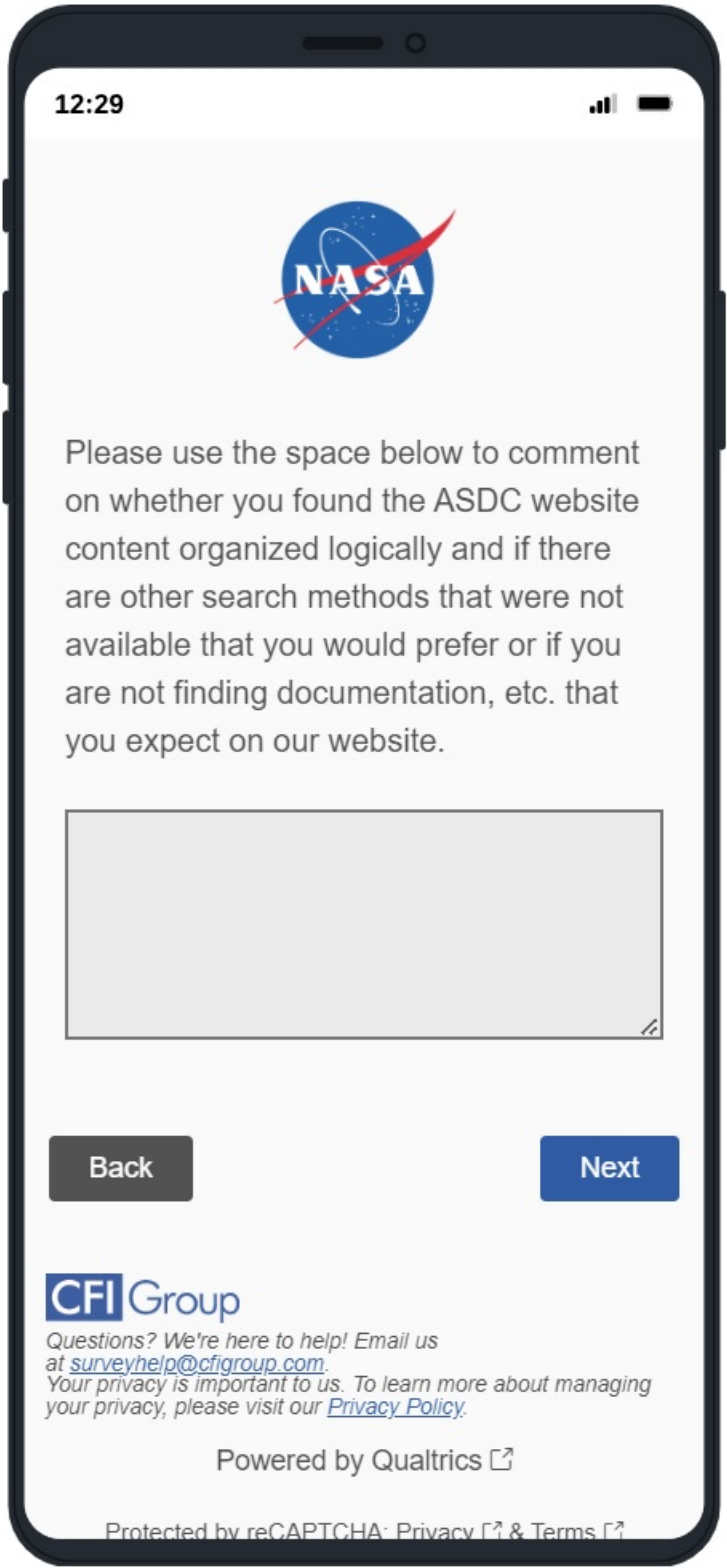 12:29
NASA
Please use the space below to comment
on whether you found the ASDC website
content organized logically and if there
are other search methods that were not
available that you would prefer or if you
are not finding documentation, etc. that
you expect on our website.
Back
Next
CFI Group
Questions? We're here to help! Email us
at surveyhelp@cfigroup.com.
Your privacy is important to us. To learn more about managing
your privacy, please visit our Privacy Policy.
Powered by Qualtrics
Protected by reCAPTCHA: Privacy & Terms